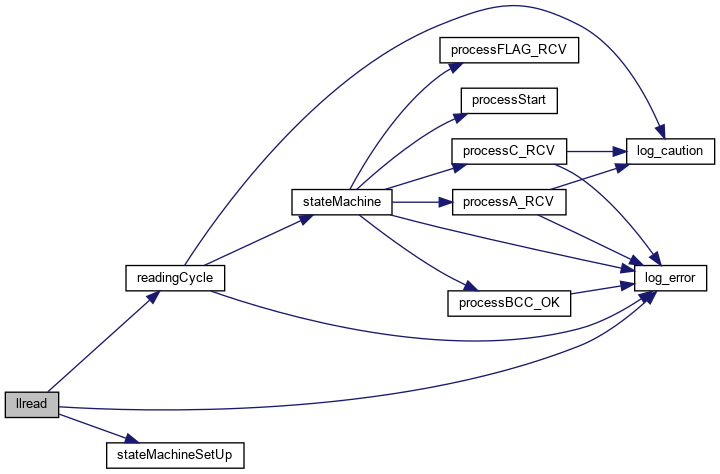 processFLAG_RCV
processStart
processC_RCV
log_caution
stateMachine
processA_RCV
readingCycle
log_error
processBCC_OK
llread
stateMachineSetUp